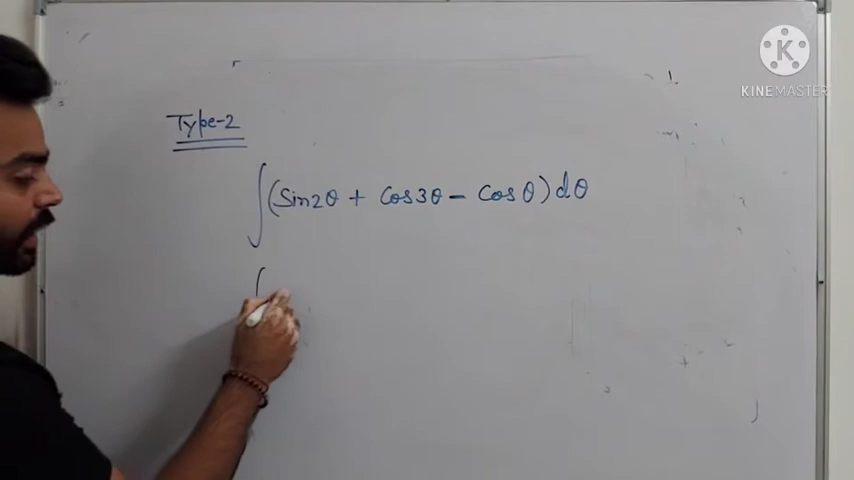 K
KINEMASTER
Type-2
∫(Sin2θ + Cos3θ - Cosθ)dθ
∫